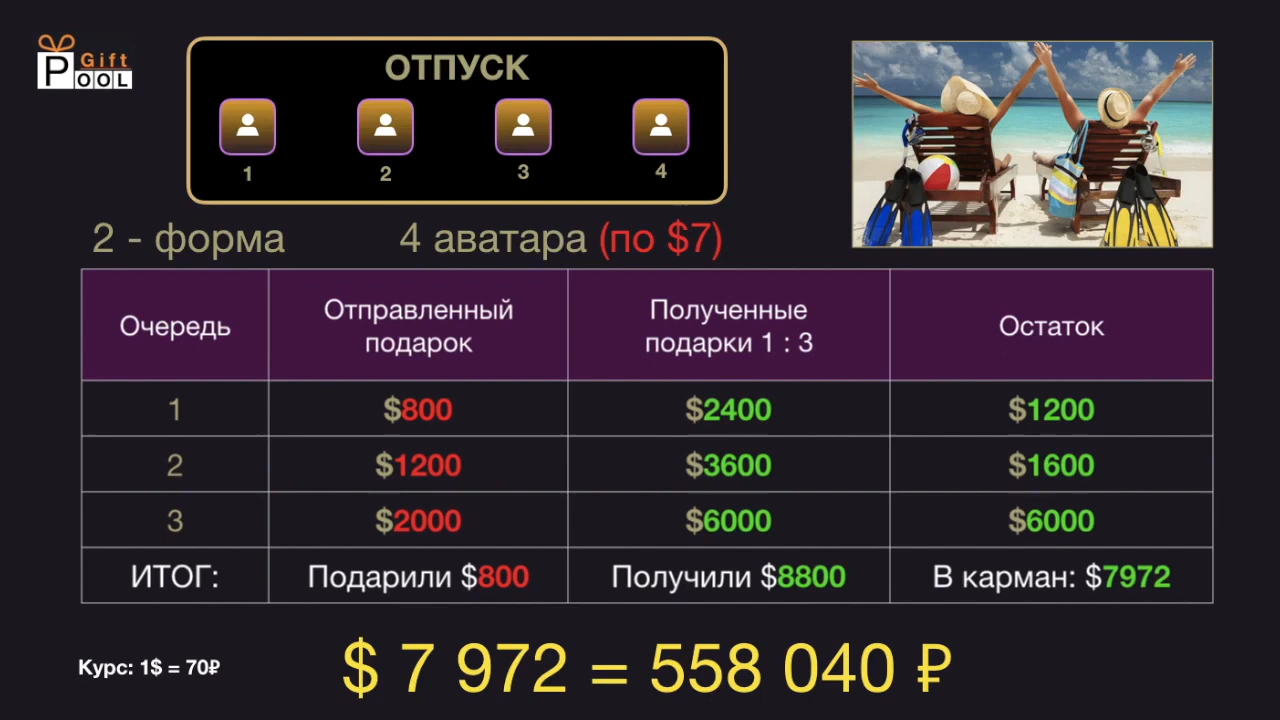 Gift
POOL
ОТПУСК
1 2 3 4
2 - форма 4 аватара (по $7)
Очередь Отправленный подарок Полученные подарки 1 : 3 Остаток
1 $800 $2400 $1200
2 $1200 $3600 $1600
3 $2000 $6000 $6000
ИТОГ: Подарили $800 Получили $8800 В карман: $7972
Курс: 1$ = 70₽ $ 7 972 = 558 040 ₽